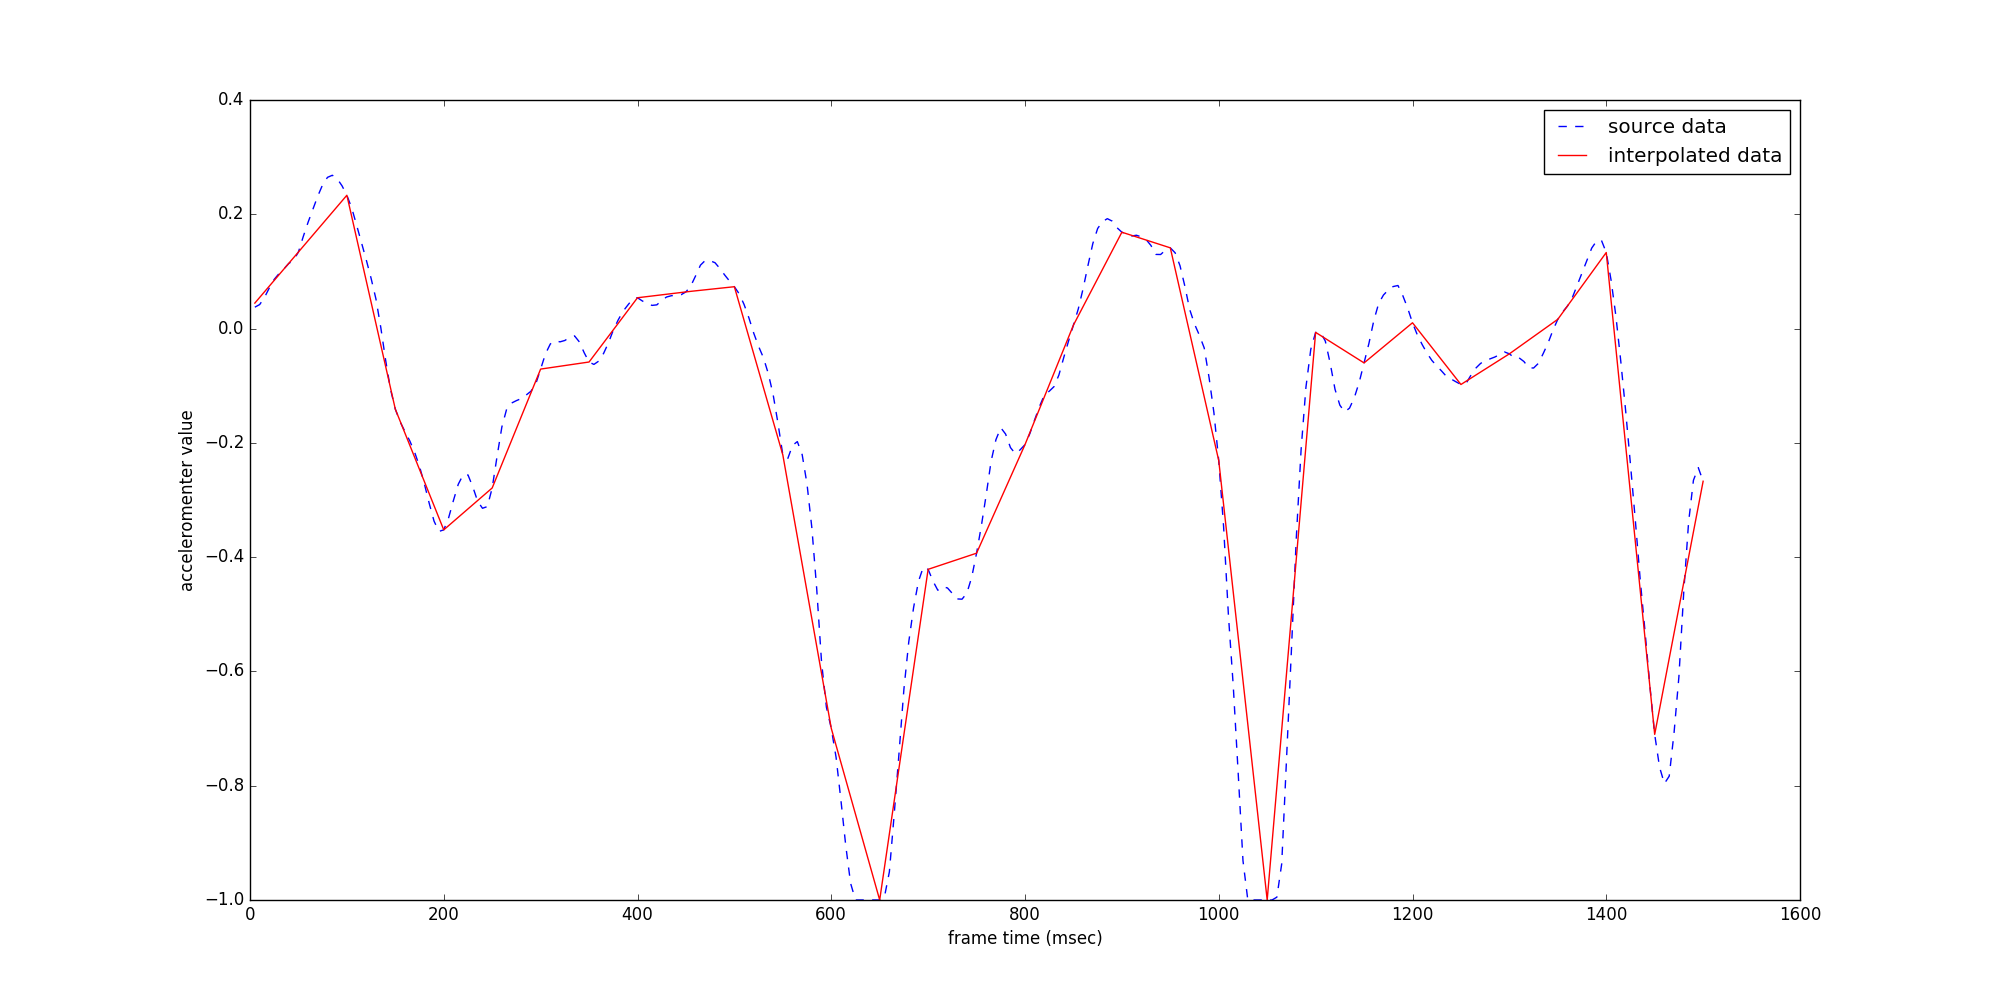 source data
interpolated data
0.4
0.2
0.0
−0.2
−0.4
−0.6
−0.8
−1.0
acceleromenter value
0 200 400 600 800 1000 1200 1400 1600
frame time (msec)